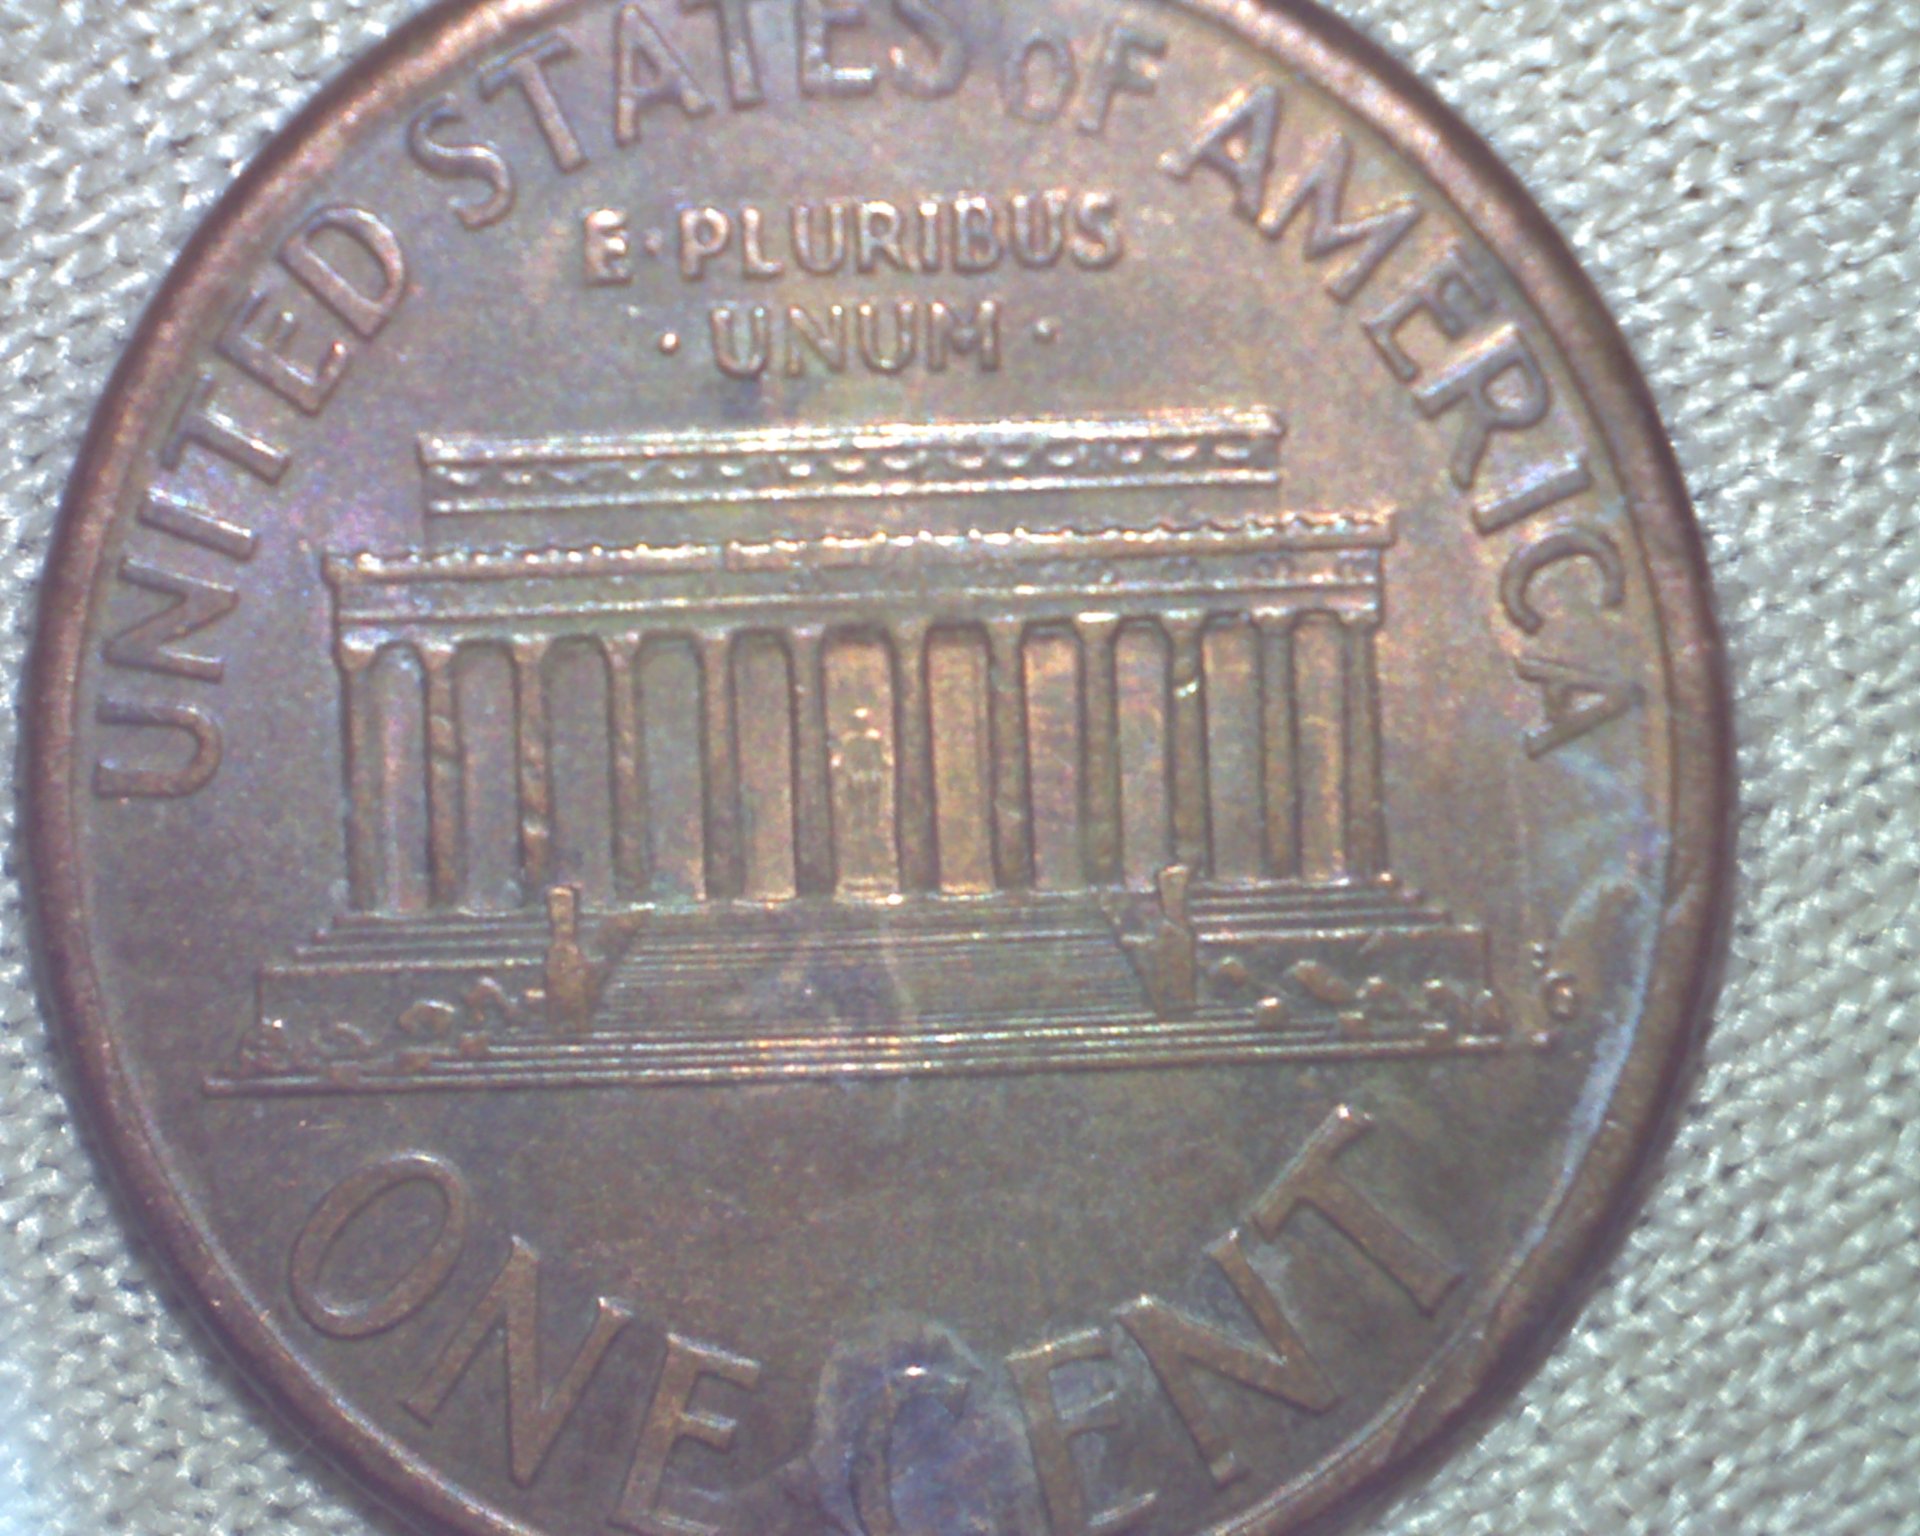 UNITED STATES OF AMERICA
E·PLURIBUS
·UNUM·
ONE CENT